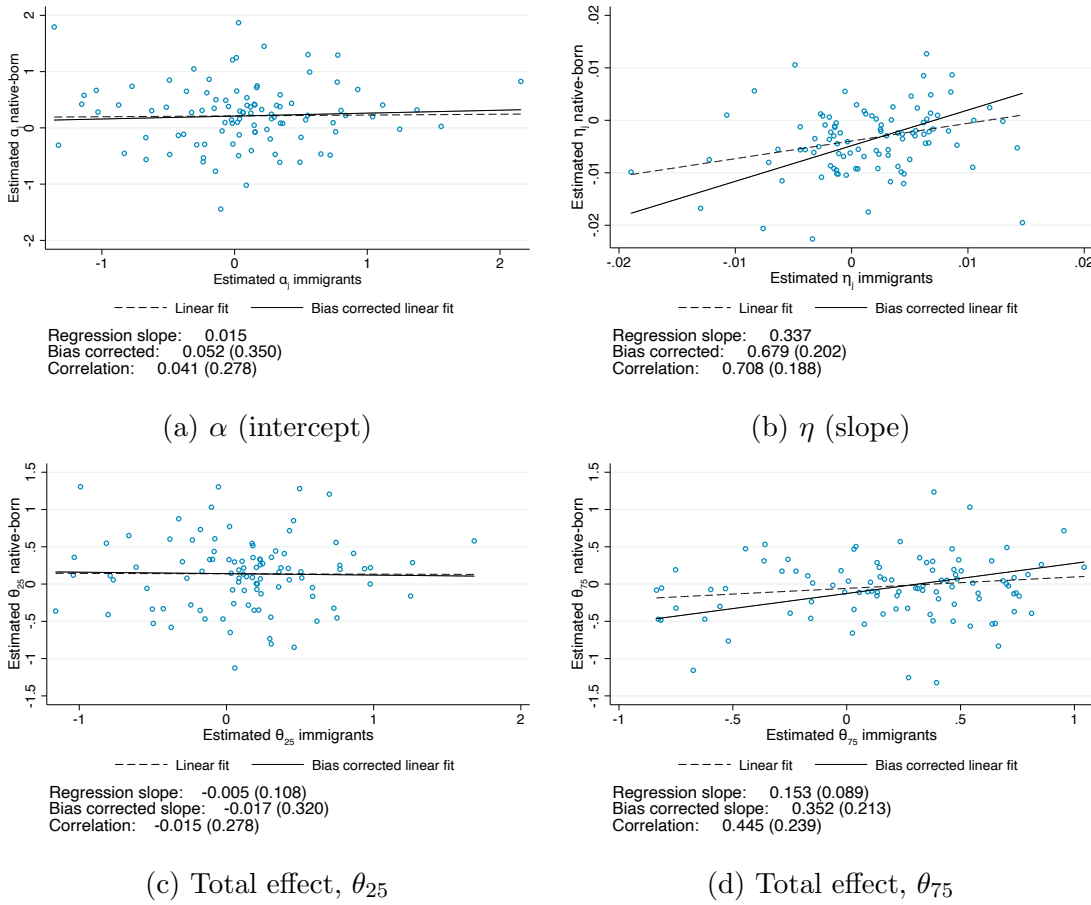 Estimated αj native-born
2
1
0
-1
-2
-1
0
1
2
Estimated αj immigrants
Linear fit
Bias corrected linear fit
Regression slope: 0.015
Bias corrected: 0.052 (0.350)
Correlation: 0.041 (0.278)
(a) α (intercept)
Estimated ηj native-born
.01
0
-.01
-.02
-.02
-.01
0
.01
.02
Estimated ηj immigrants
Linear fit
Bias corrected linear fit
Regression slope: 0.337
Bias corrected: 0.679 (0.202)
Correlation: 0.708 (0.188)
(b) η (slope)
Estimated θ25 native-born
1.5
1
.5
0
-.5
-1
-1.5
-1
0
1
2
Estimated θ25 immigrants
Linear fit
Bias corrected linear fit
Regression slope: -0.005 (0.108)
Bias corrected slope: -0.017 (0.320)
Correlation: -0.015 (0.278)
(c) Total effect, θ25
Estimated θ75 native-born
1.5
1
.5
0
-.5
-1
-1.5
-1
-.5
0
.5
1
Estimated θ75 immigrants
Linear fit
Bias corrected linear fit
Regression slope: 0.153 (0.089)
Bias corrected slope: 0.352 (0.213)
Correlation: 0.445 (0.239)
(d) Total effect, θ75